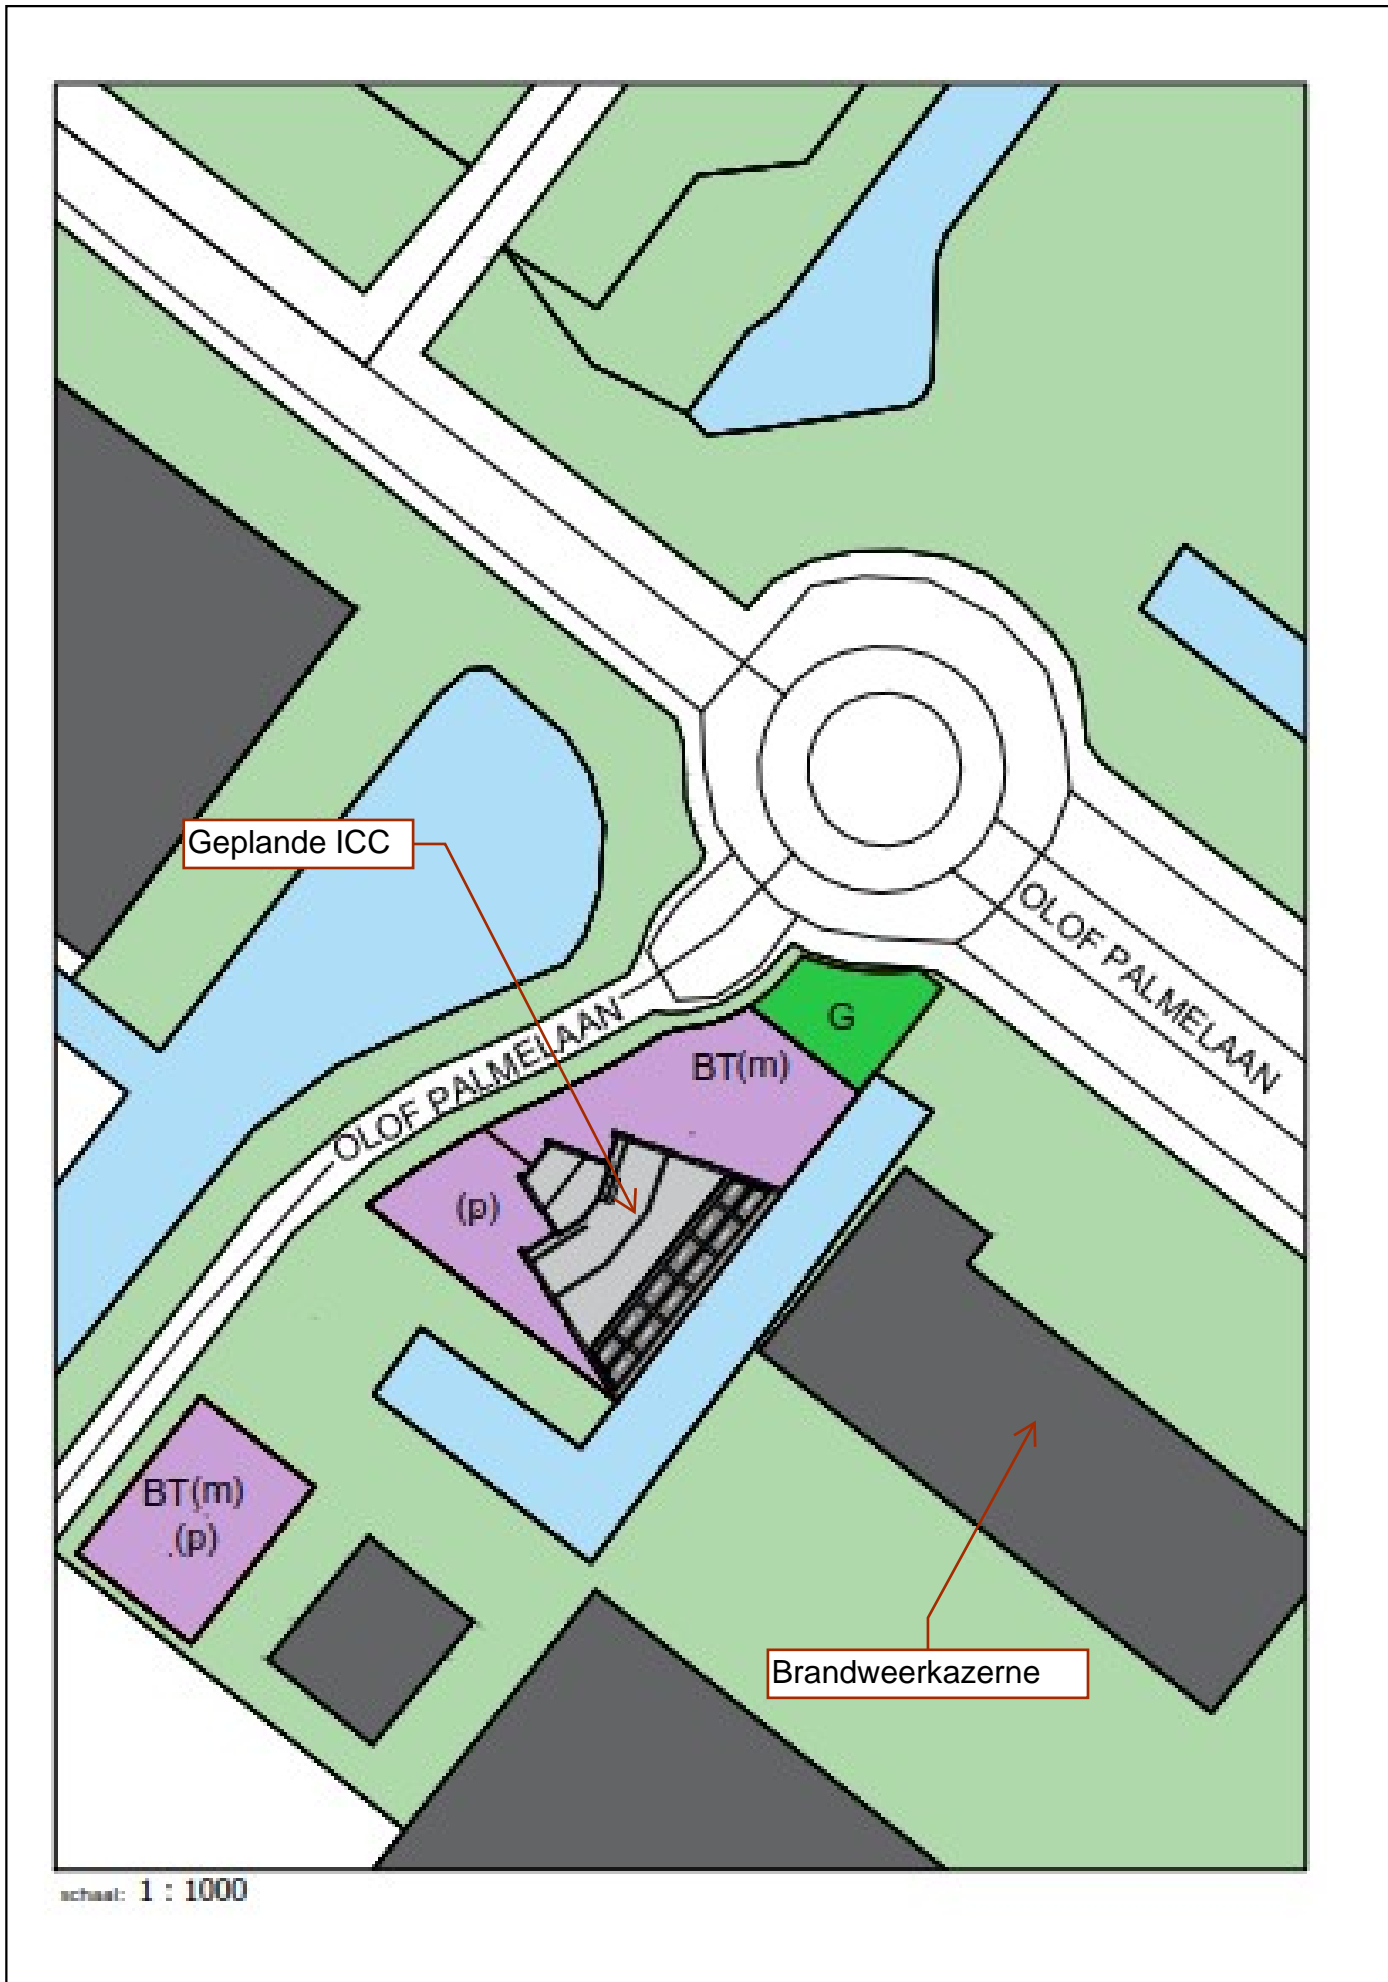 Geplande ICC
OLOF PALMELAAN
OLOF PALMELAAN
G
BT(m)
(p)
BT(m)
(p)
Brandweerkazerne
schaal: 1 : 1000